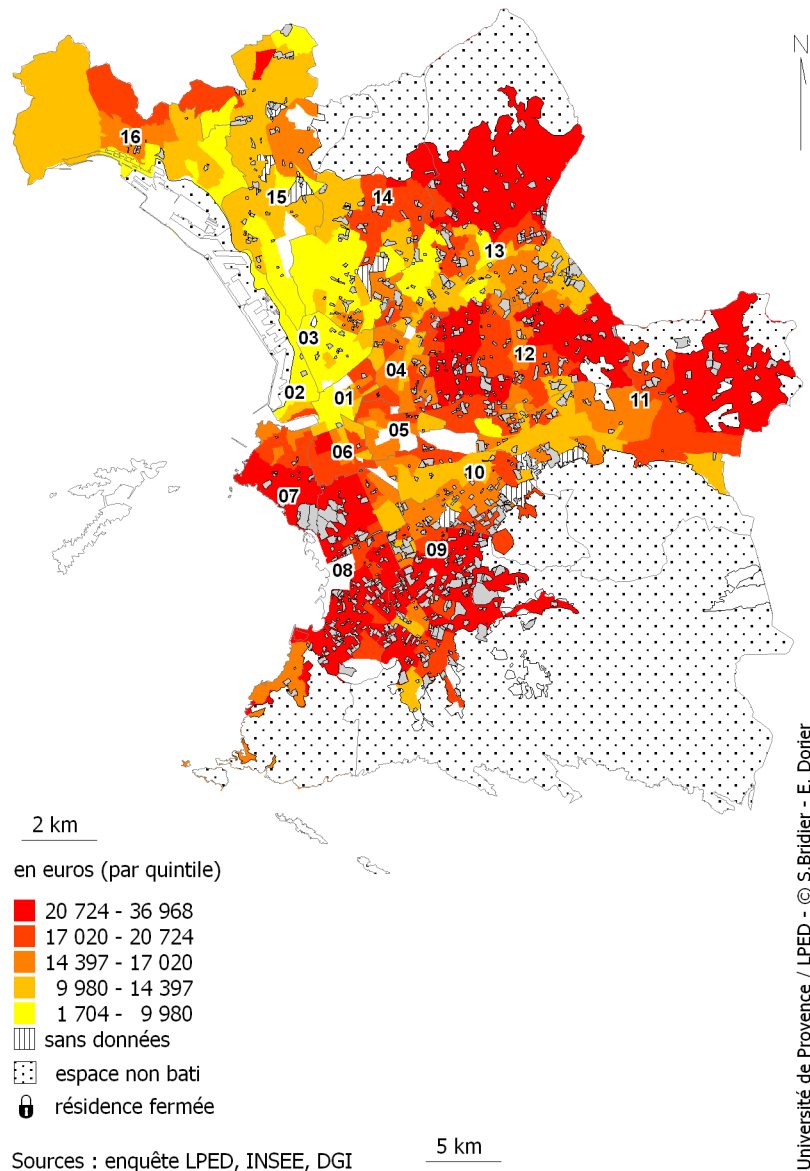 N
16
15
14
13
03
04
12
02
01
11
05
06
10
07
09
08
2 km
en euros (par quintile)
20 724 - 36 968
17 020 - 20 724
14 397 - 17 020
9 980 - 14 397
1 704 - 9 980
sans données
espace non bati
résidence fermée
Sources : enquête LPED, INSEE, DGI
5 km
Université de Provence / LPED - © S.Bridier - E. Dorier